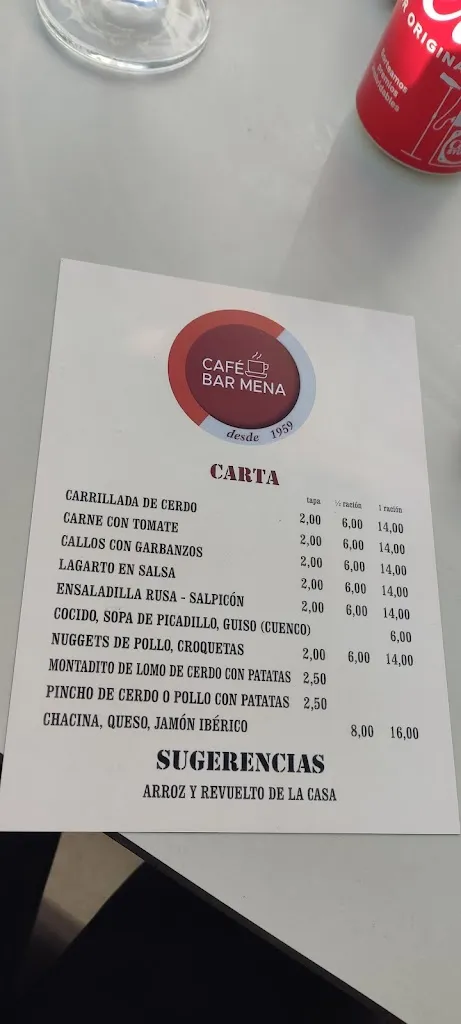 R ORIGINA
Sorteamos
Premios
CAFÉ
BAR MENA
desde 1959
CARTA
tapa ½ ración 1 ración
CARRILLADA DE CERDO 2,00 6,00 14,00
CARNE CON TOMATE 2,00 6,00 14,00
CALLOS CON GARBANZOS 2,00 6,00 14,00
LAGARTO EN SALSA 2,00 6,00 14,00
ENSALADILLA RUSA - SALPICÓN 2,00 6,00 14,00
COCIDO, SOPA DE PICADILLO, GUISO (CUENCO) 6,00
NUGGETS DE POLLO, CROQUETAS 2,00 6,00 14,00
MONTADITO DE LOMO DE CERDO CON PATATAS 2,50
PINCHO DE CERDO O POLLO CON PATATAS 2,50
CHACINA, QUESO, JAMÓN IBÉRICO 8,00 16,00
SUGERENCIAS
ARROZ Y REVUELTO DE LA CASA